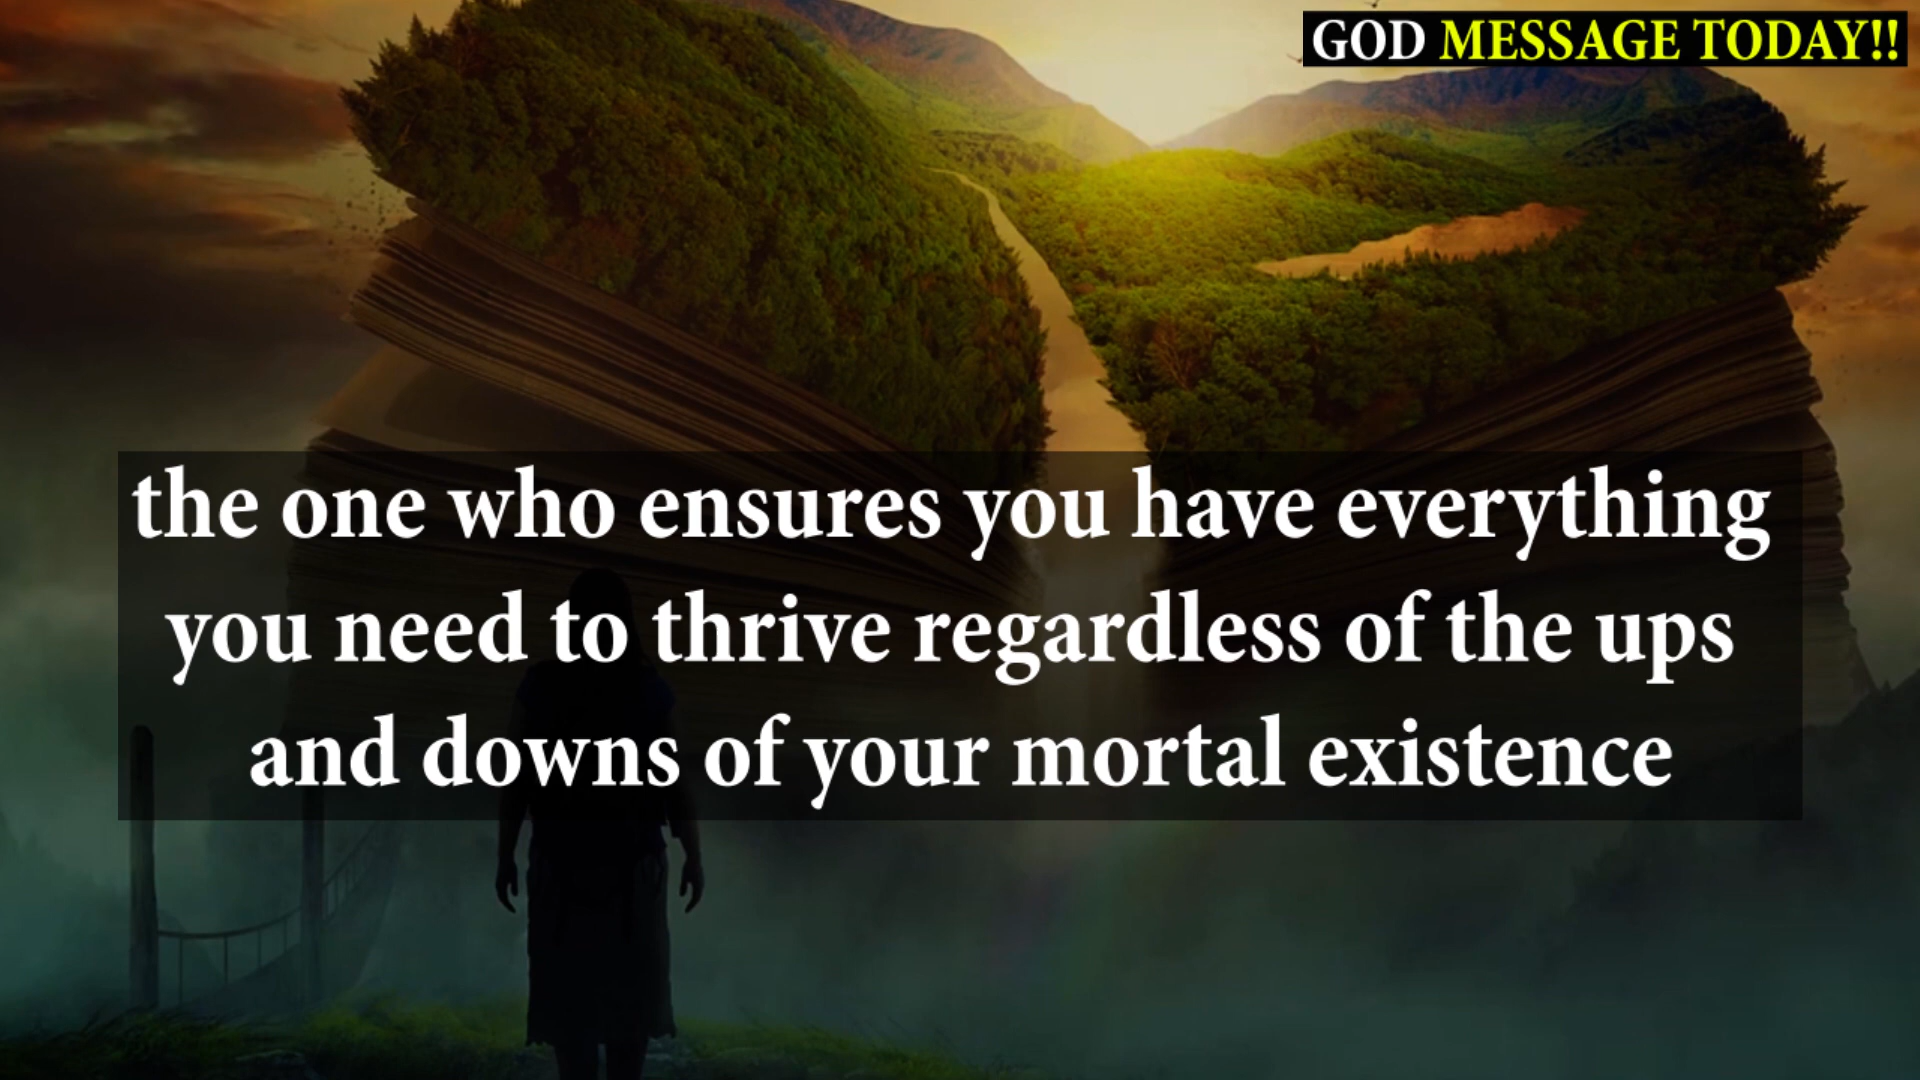 GOD MESSAGE TODAY!!
the one who ensures you have everything
you need to thrive regardless of the ups
and downs of your mortal existence